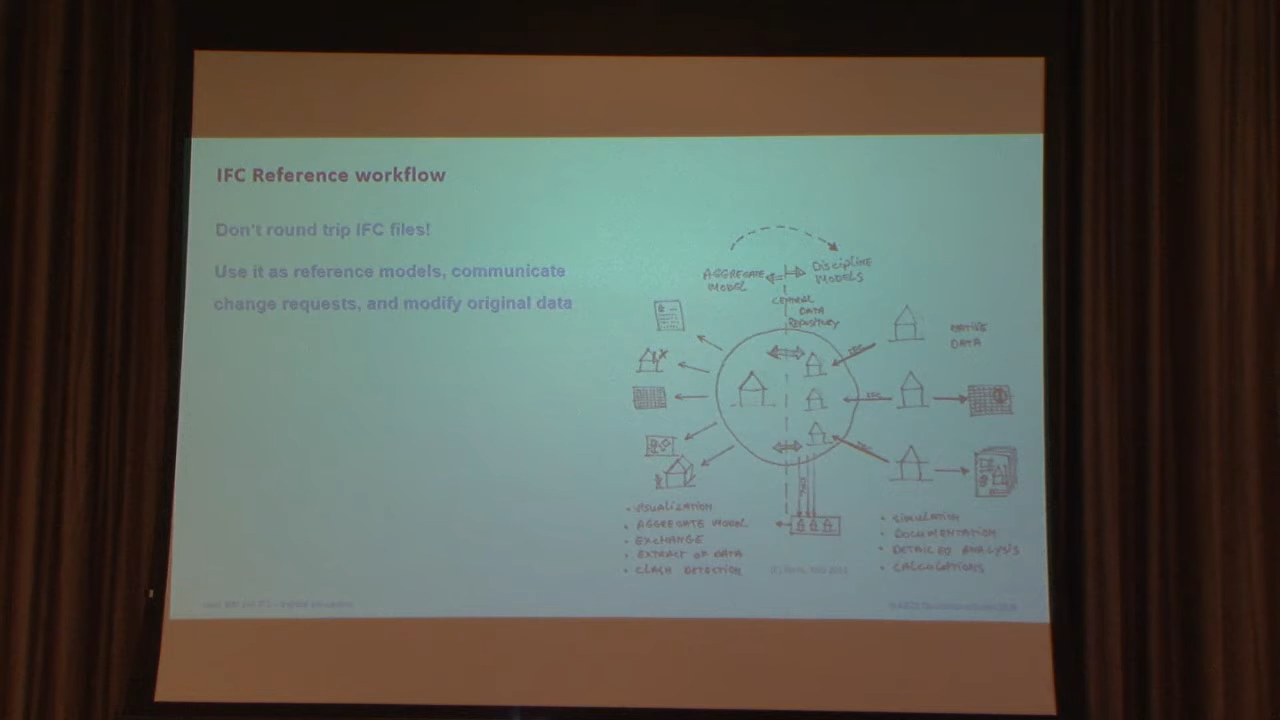 IFC Reference workflow
Don't round trip IFC files!
Use it as reference models, communicate
change requests, and modify original data
AGGREGATE
MODEL
DISCIPLINE
MODELS
CENTRAL
DATA
REPOSITORY
NATIVE
DATA
IFC
IFC
IFC
• VISUALIZATION
• AGGREGATE MODEL
• EXCHANGE
• EXTRACT OF DATA
• CLASH DETECTION
• SIMULATION
• DOCUMENTATION
• DETAILED ANALYSIS
• CALCULATIONS